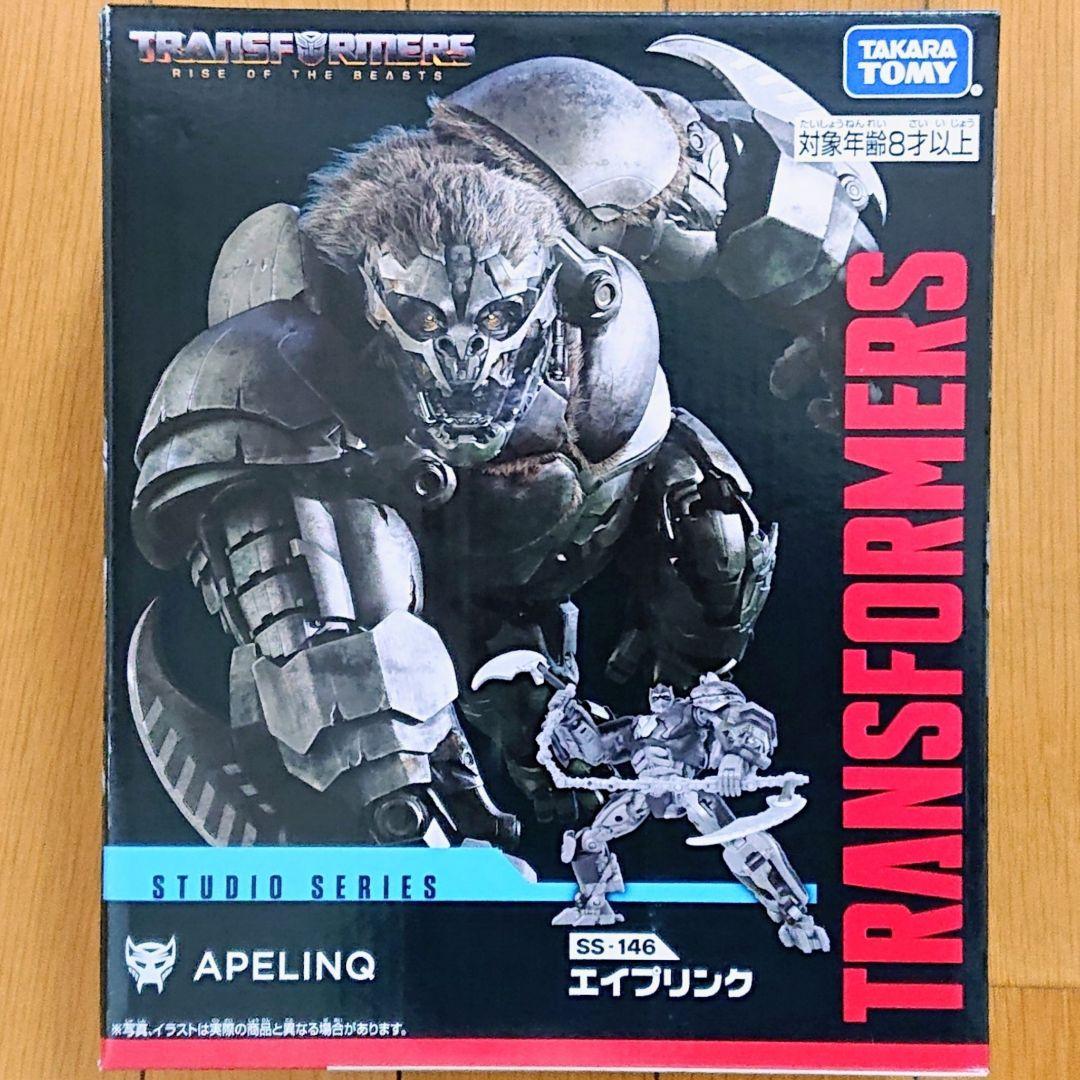 TRANSFORMERS
RISE OF THE BEASTS
TAKARA
TOMY
たいしょうねんれい さい いじょう
対象年齢8才以上
TRANSFORMERS
STUDIO SERIES
APELINQ
SS-146
エイプリンク
※写真、イラストは実際の商品と異なる場合があります。